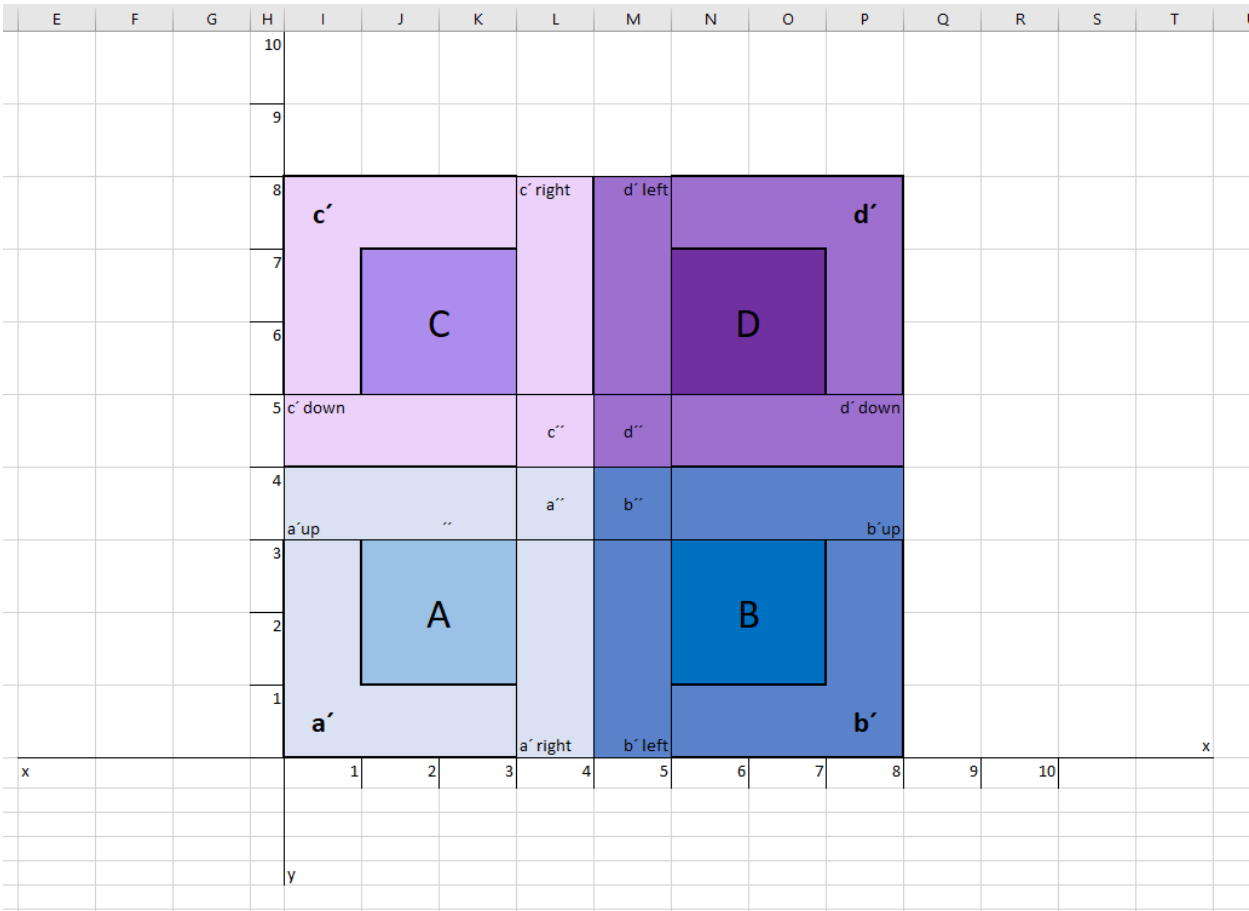 E F G H I J K L M N O P Q R S T
10
9
8 c´ right d´ left
c´ d´
7
C D
6
5 c´ down d´ down
c´´ d´´
4
a´´ b´´
a´up ´´ b´up
3
A B
2
1
a´ b´
a´ right b´ left x
x 1 2 3 4 5 6 7 8 9 10
y